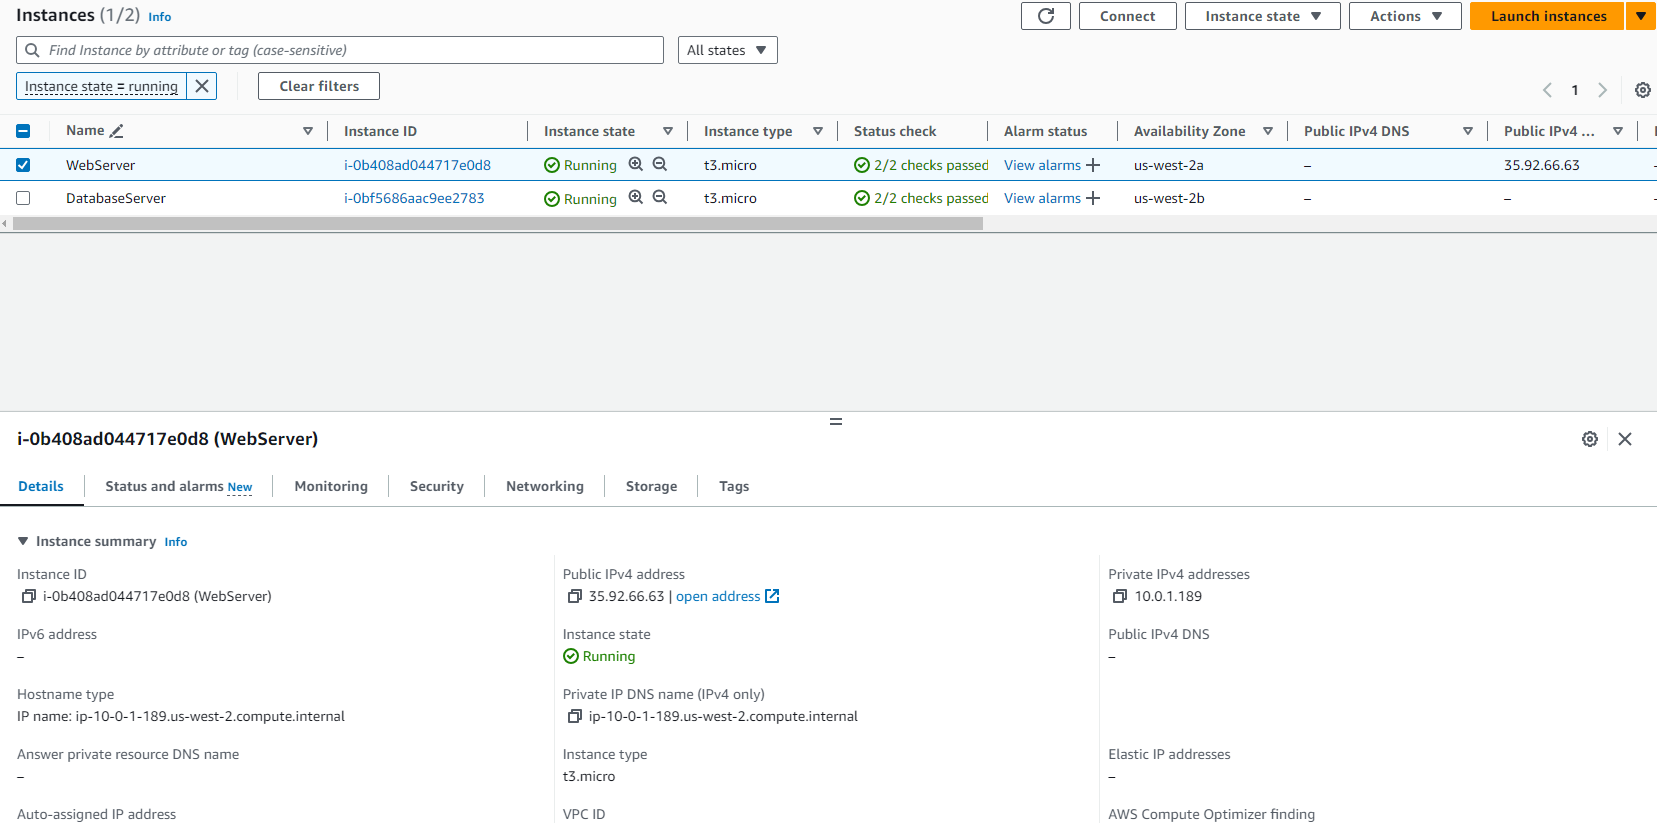 Instances (1/2) Info
Connect
Instance state
Actions
Launch instances
Find Instance by attribute or tag (case-sensitive)
All states
Instance state = running
Clear filters
1
Name Instance ID Instance state Instance type Status check Alarm status Availability Zone Public IPv4 DNS Public IPv4 ...
WebServer i-0b408ad044717e0d8 Running t3.micro 2/2 checks passed View alarms + us-west-2a – 35.92.66.63
DatabaseServer i-0bf5686aac9ee2783 Running t3.micro 2/2 checks passed View alarms + us-west-2b – –
i-0b408ad044717e0d8 (WebServer)
Details Status and alarms New Monitoring Security Networking Storage Tags
Instance summary Info
Instance ID
i-0b408ad044717e0d8 (WebServer)
Public IPv4 address
35.92.66.63 | open address
Private IPv4 addresses
10.0.1.189
IPv6 address
–
Instance state
Running
Public IPv4 DNS
–
Hostname type
IP name: ip-10-0-1-189.us-west-2.compute.internal
Private IP DNS name (IPv4 only)
ip-10-0-1-189.us-west-2.compute.internal
Answer private resource DNS name
–
Instance type
t3.micro
Elastic IP addresses
–
Auto-assigned IP address
VPC ID
AWS Compute Optimizer finding